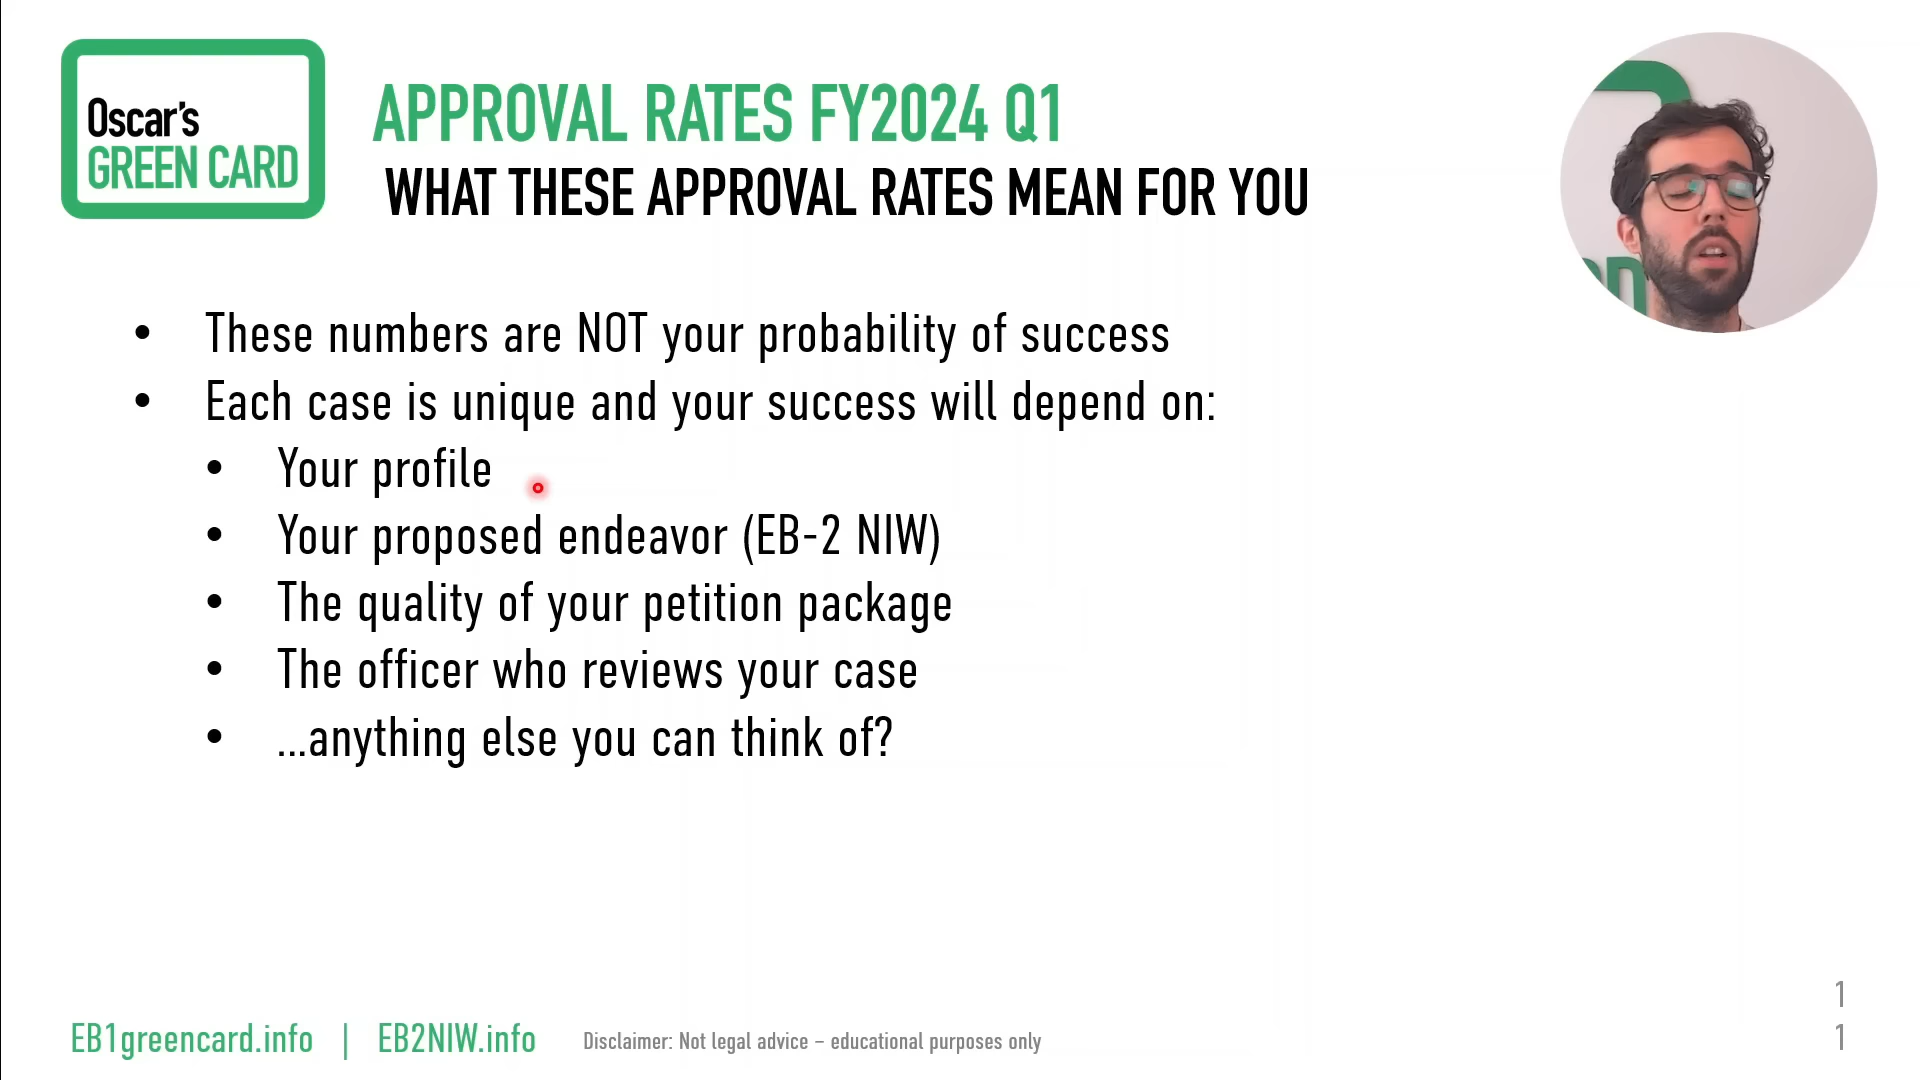 Oscar's
GREEN CARD
APPROVAL RATES FY2024 Q1
WHAT THESE APPROVAL RATES MEAN FOR YOU
• These numbers are NOT your probability of success
• Each case is unique and your success will depend on:
• Your profile
• Your proposed endeavor (EB-2 NIW)
• The quality of your petition package
• The officer who reviews your case
• ...anything else you can think of?
EB1greencard.info | EB2NIW.info
Disclaimer: Not legal advice – educational purposes only
1
1